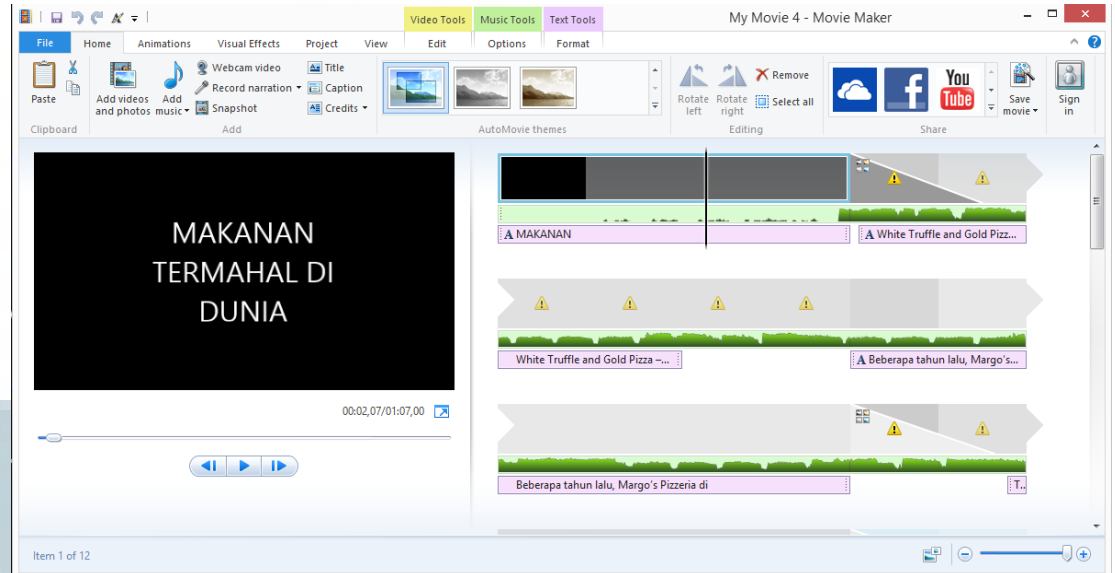 Video Tools
Music Tools
Text Tools
My Movie 4 - Movie Maker
File
Home
Animations
Visual Effects
Project
View
Edit
Options
Format
Paste
Clipboard
Add videos
and photos
Add
music
Webcam video
Record narration
Snapshot
Title
Caption
Credits
Add
AutoMovie themes
Rotate
left
Rotate
right
Remove
Select all
Editing
You
Tube
Share
Save
movie
Sign
in
MAKANAN
TERMAHAL DI
DUNIA
00:02,07/01:07,00
A MAKANAN
A White Truffle and Gold Pizz...
White Truffle and Gold Pizza –...
A Beberapa tahun lalu, Margo's...
Beberapa tahun lalu, Margo's Pizzeria di
T..
Item 1 of 12